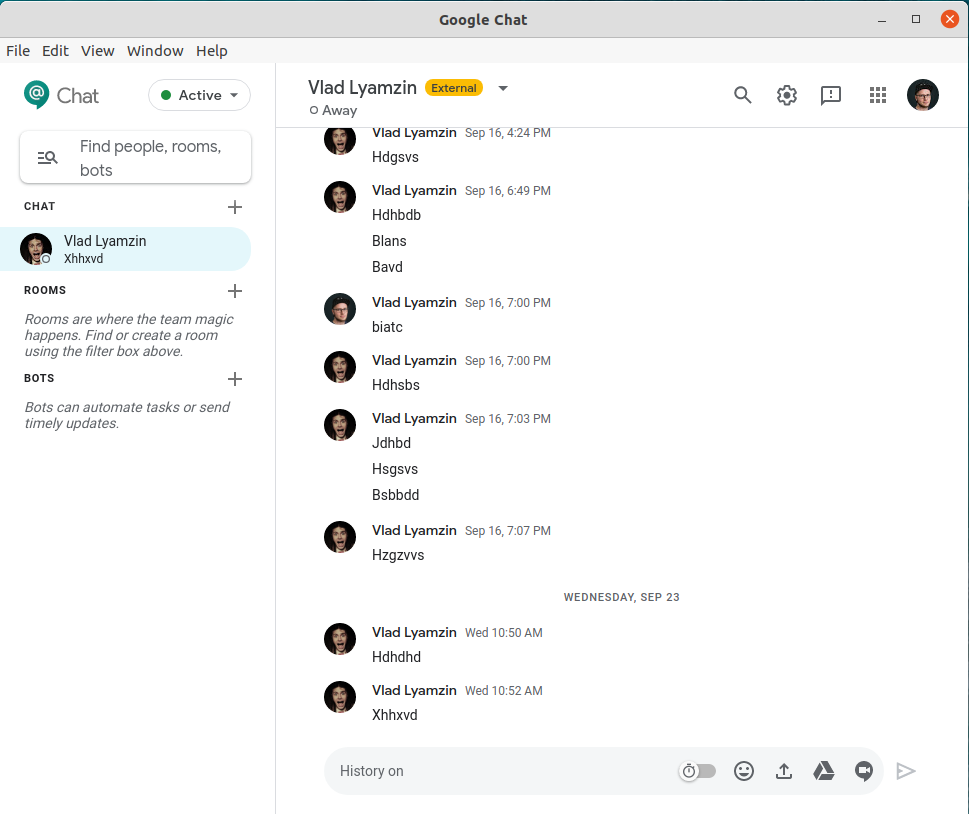 Google Chat
File Edit View Window Help
Chat
Active
Find people, rooms,
bots
CHAT
Vlad Lyamzin
Xhhxvd
ROOMS
Rooms are where the team magic
happens. Find or create a room
using the filter box above.
BOTS
Bots can automate tasks or send
timely updates.
Vlad Lyamzin External
Away
Vlad Lyamzin Sep 16, 4:24 PM
Hdgsvs
Vlad Lyamzin Sep 16, 6:49 PM
Hdhbdb
Blans
Bavd
Vlad Lyamzin Sep 16, 7:00 PM
biatc
Vlad Lyamzin Sep 16, 7:00 PM
Hdhsbs
Vlad Lyamzin Sep 16, 7:03 PM
Jdhbd
Hsgsvs
Bsbbdd
Vlad Lyamzin Sep 16, 7:07 PM
Hzgzvvs
WEDNESDAY, SEP 23
Vlad Lyamzin Wed 10:50 AM
Hdhdhd
Vlad Lyamzin Wed 10:52 AM
Xhhxvd
History on